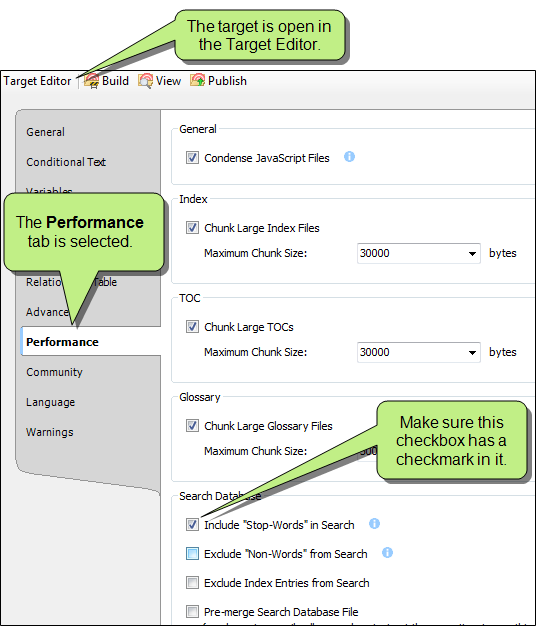 The target is open in
the Target Editor.
Target Editor Build View Publish
General
Conditional Text
Variables
The Performance
tab is selected.
Table
Advance
Performance
Community
Language
Warnings
General
Condense JavaScript Files
Index
Chunk Large Index Files
Maximum Chunk Size: 30000 bytes
TOC
Chunk Large TOCs
Maximum Chunk Size: 30000 bytes
Glossary
Chunk Large Glossary Files
Maximum Chunk Size:
Make sure this
checkbox has a
checkmark in it.
Search Database
Include "Stop-Words" in Search
Exclude "Non-Words" from Search
Exclude Index Entries from Search
Pre-merge Search Database File